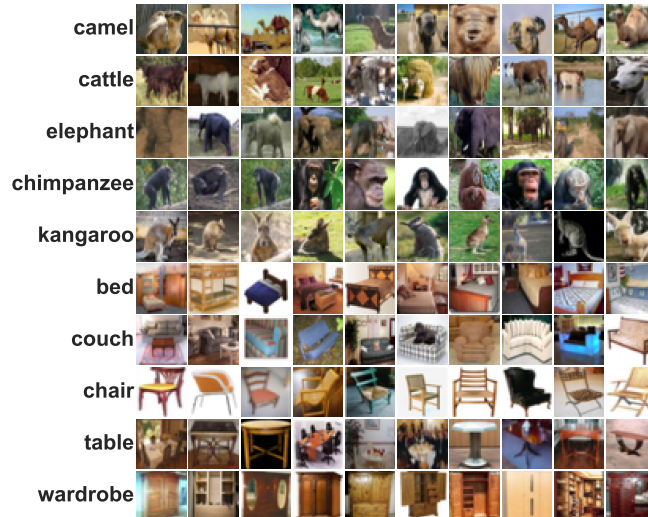 camel
cattle
elephant
chimpanzee
kangaroo
bed
couch
chair
table
wardrobe